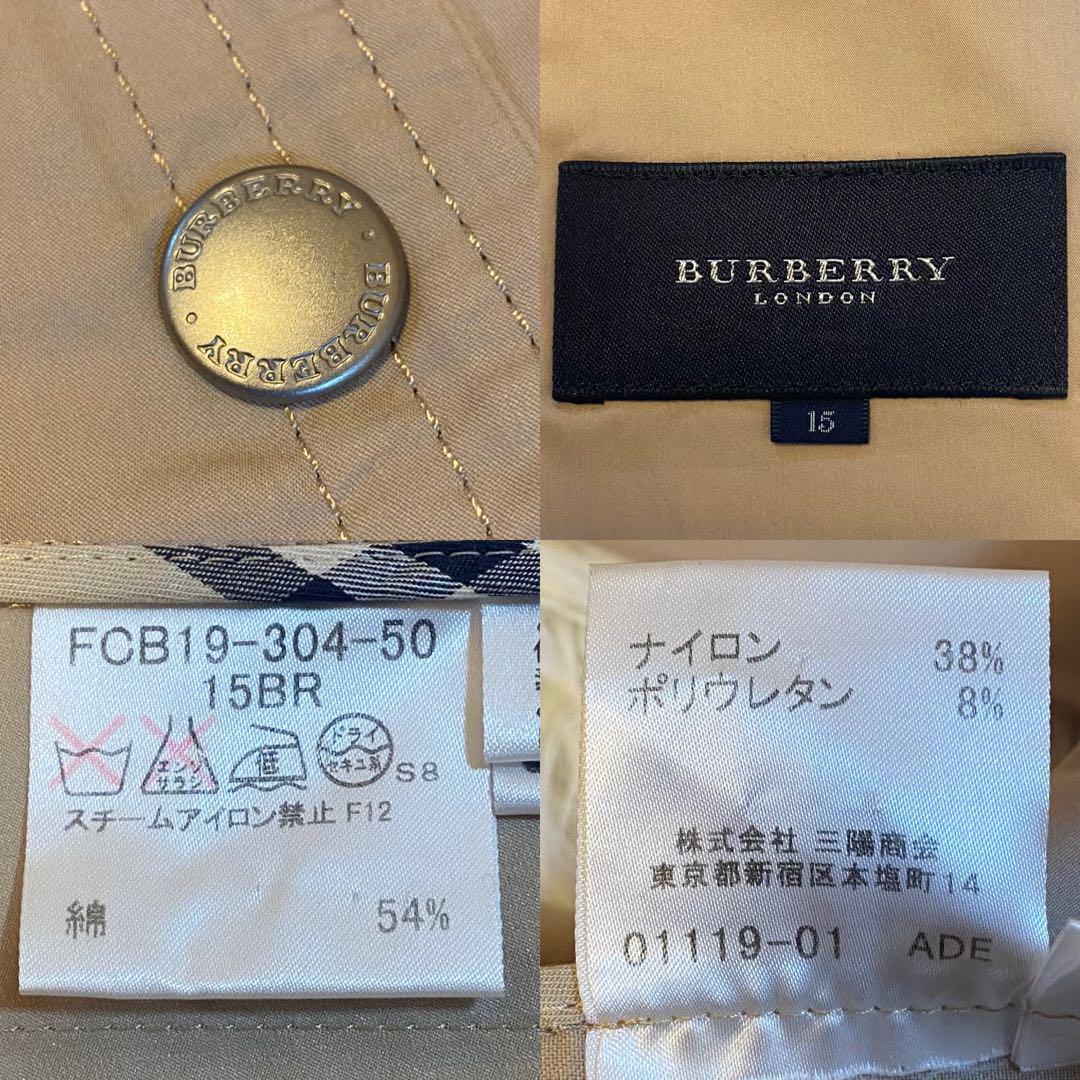 BURBERRY · BURBERRY · BURBERRY ·
BURBERRY
LONDON
15
FCB19-304-50
15BR
エンソ
サラシ
低
ドライ
セキユ系
S8
スチームアイロン禁止 F12
綿 54%
ナイロン 38%
ポリウレタン 8%
株式会社 三陽商会
東京都新宿区本塩町14
01119-01 ADE